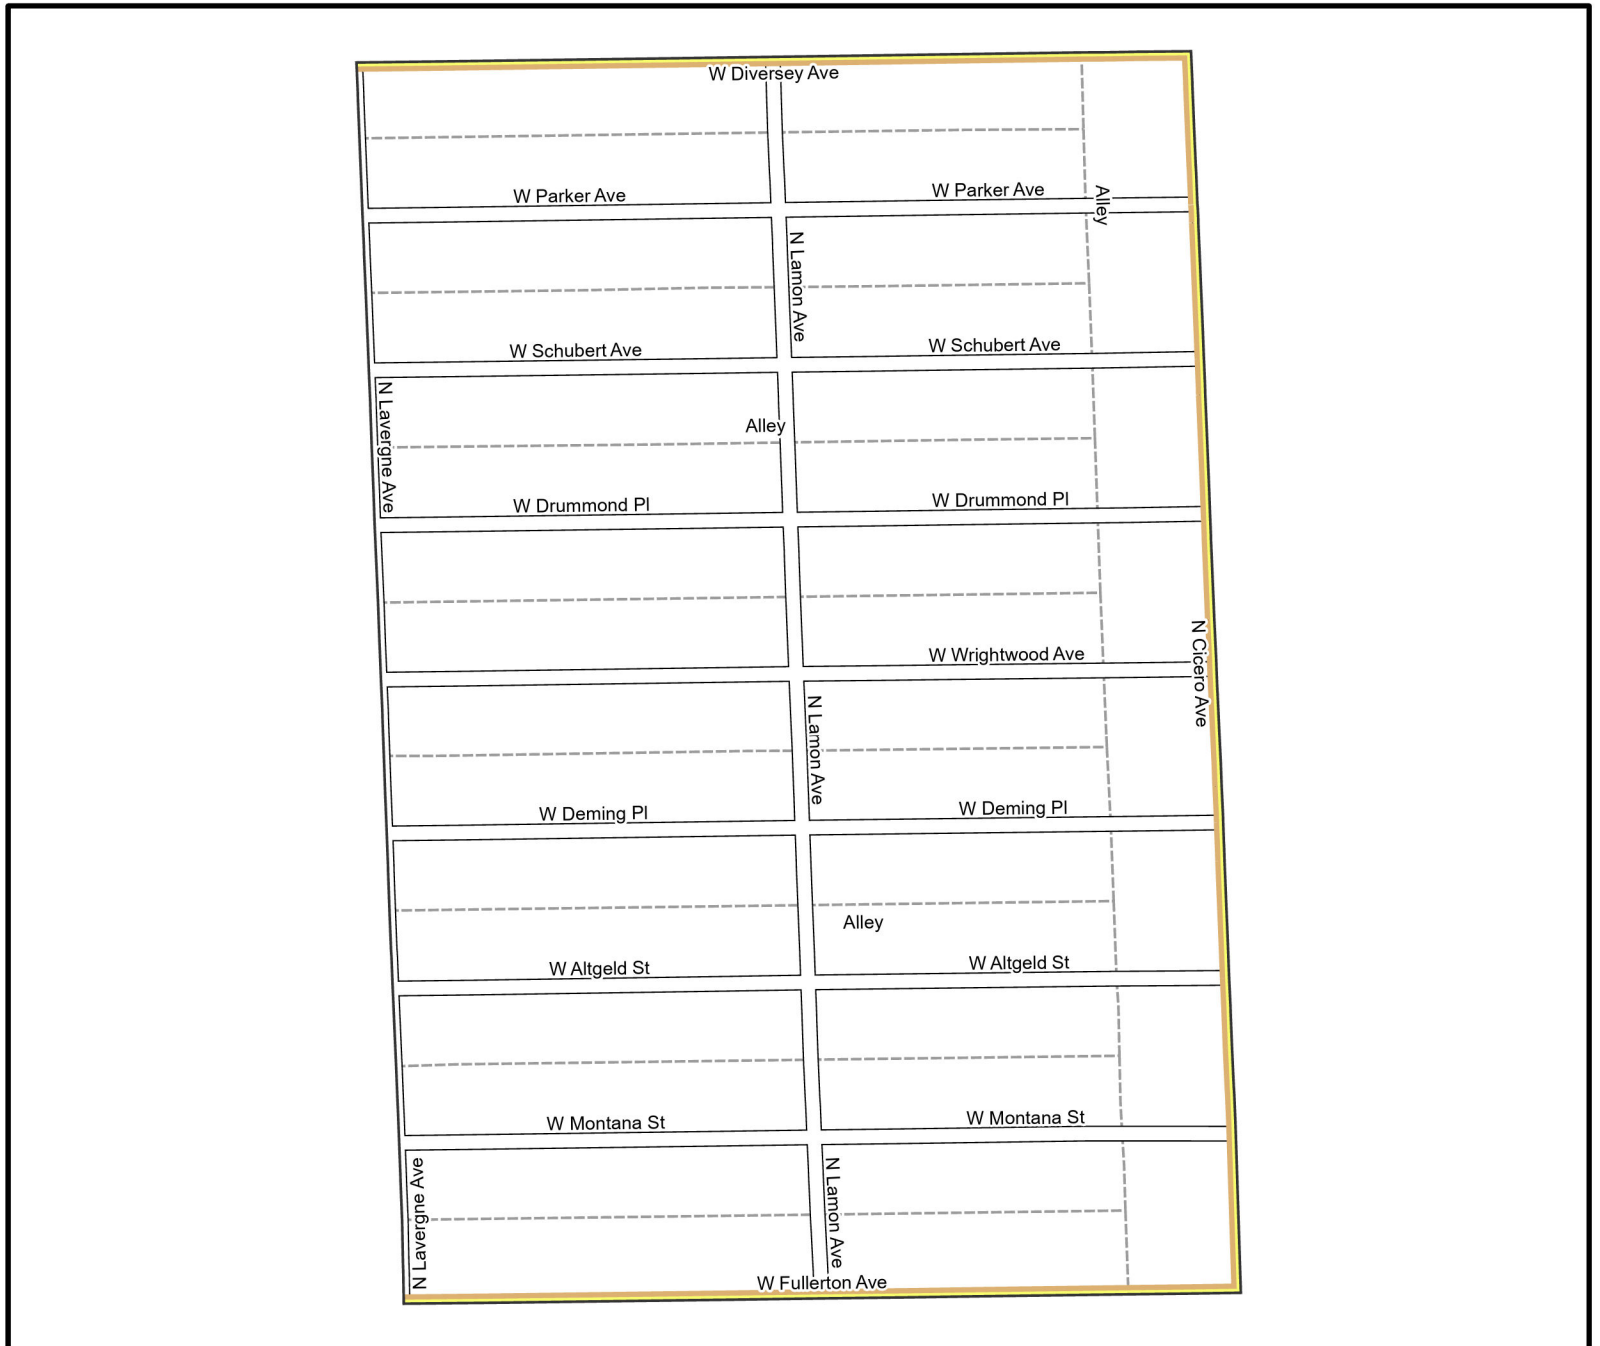 W Diversey Ave
W Parker Ave
W Parker Ave
Alley
N Lamon Ave
W Schubert Ave
W Schubert Ave
N Lavergne Ave
Alley
W Drummond Pl
W Drummond Pl
W Wrightwood Ave
N Cicero Ave
N Lamon Ave
W Deming Pl
W Deming Pl
Alley
W Altgeld St
W Altgeld St
W Montana St
W Montana St
N Lavergne Ave
N Lamon Ave
W Fullerton Ave